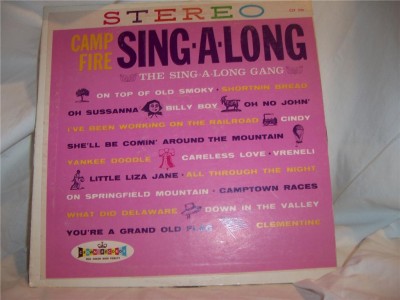 STEREO
CAMP FIRE SING-A-LONG
THE SING-A-LONG GANG
ON TOP OF OLD SMOKY · SHORTNIN BREAD
OH SUSSANNA BILLY BOY OH NO JOHN
I'VE BEEN WORKING ON THE RAILROAD CINDY
SHE'LL BE COMIN' AROUND THE MOUNTAIN
YANKEE DOODLE CARELESS LOVE · VRENELI
LITTLE LIZA JANE · ALL THROUGH THE NIGHT
ON SPRINGFIELD MOUNTAIN · CAMPTOWN RACES
WHAT DID DELAWARE DOWN IN THE VALLEY
YOU'RE A GRAND OLD FLAG CLEMENTINE
CROWN